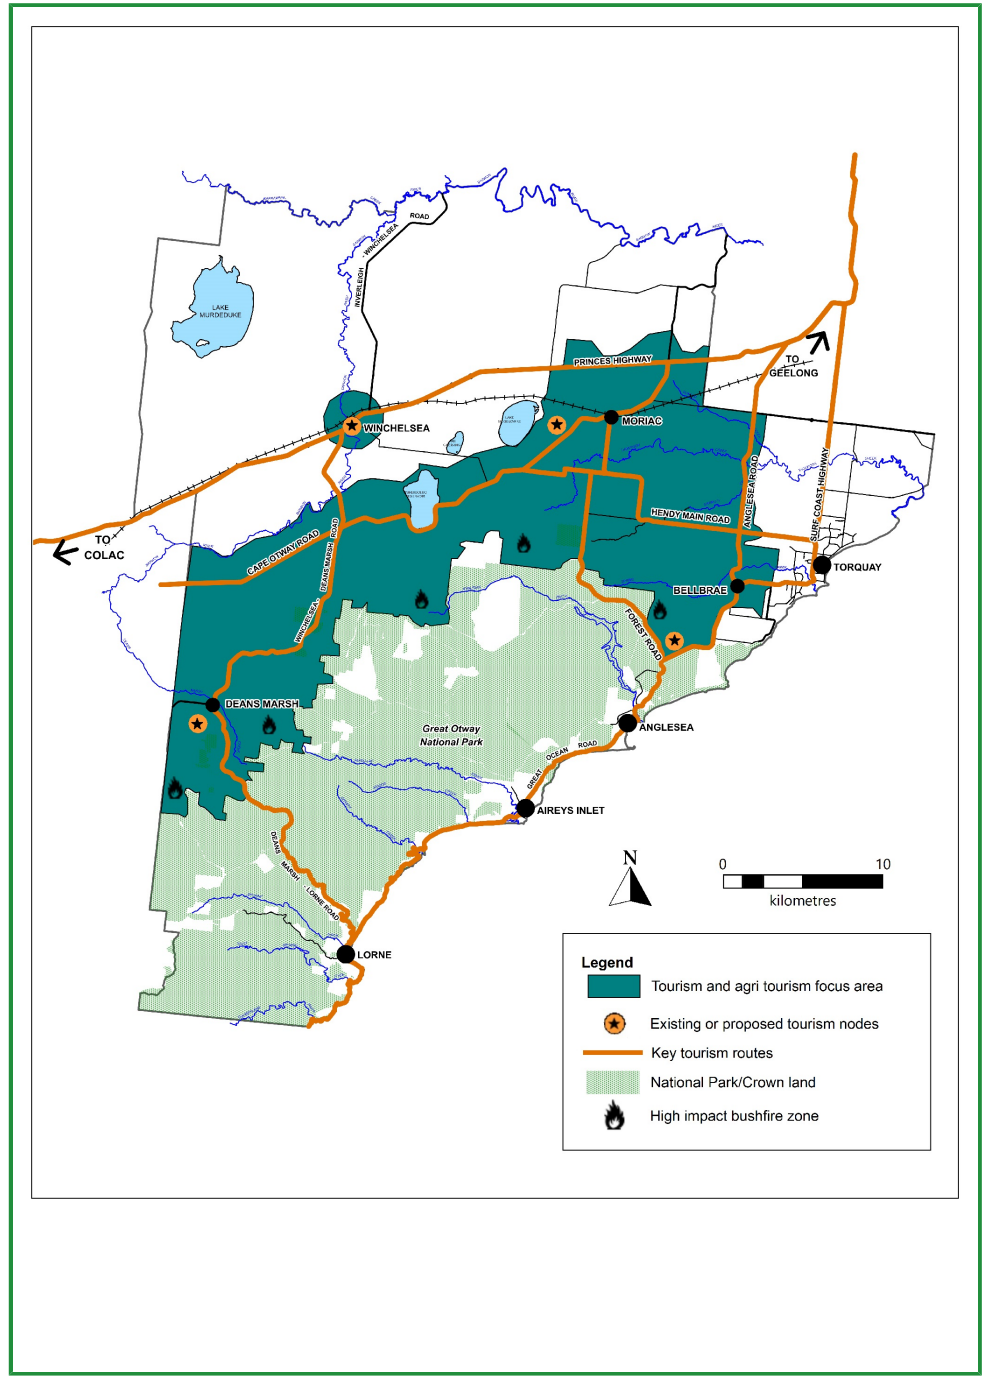 ROAD
WINCHELSEA
INVERLEIGH -
LAKE
MURDEDUKE
PRINCES HIGHWAY
TO
GEELONG
WINCHELSEA
MORIAC
ANGLESEA ROAD
SURF COAST HIGHWAY
HENDY MAIN ROAD
TO
COLAC
CAPE OTWAY ROAD
WINCHELSEA - DEANS MARSH ROAD
TORQUAY
BELLBRAE
FOREST ROAD
DEANS MARSH
Great Otway
National Park
ANGLESEA
GREAT OCEAN ROAD
AIREYS INLET
DEANS MARSH - LORNE ROAD
LORNE
N
0 10
kilometres
Legend
Tourism and agri tourism focus area
Existing or proposed tourism nodes
Key tourism routes
National Park/Crown land
High impact bushfire zone